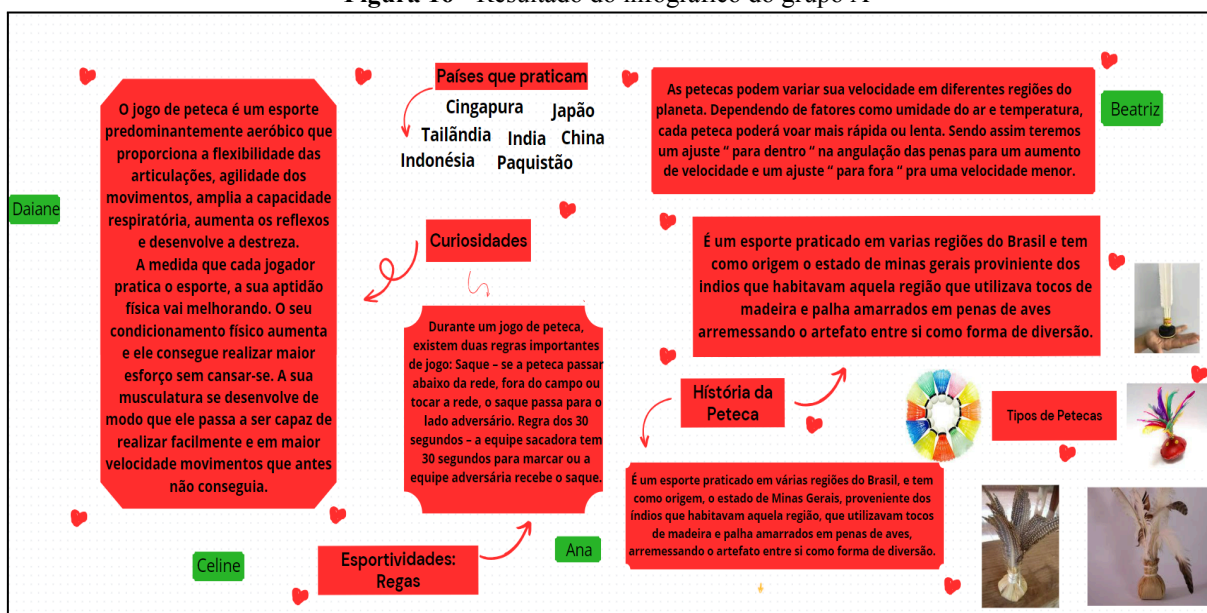 Figura 16 - Resultado do infográfico do grupo A
O jogo de peteca é um esporte
predominantemente aeróbico que
proporciona a flexibilidade das
articulações, agilidade dos
movimentos, amplia a capacidade
respiratória, aumenta os reflexos
e desenvolve a destreza.
A medida que cada jogador
pratica o esporte, a sua aptidão
física vai melhorando. O seu
condicionamento físico aumenta
e ele consegue realizar maior
esforço sem cansar-se. A sua
musculatura se desenvolve de
modo que ele passa a ser capaz de
realizar facilmente e em maior
velocidade movimentos que antes
não conseguia.
Daiane
Celine
Países que praticam
Cingapura Japão
Tailândia India China
Indonésia Paquistão
Curiosidades
Durante um jogo de peteca,
existem duas regras importantes
de jogo: Saque – se a peteca passar
abaixo da rede, fora do campo ou
tocar a rede, o saque passa para o
lado adversário. Regra dos 30
segundos – a equipe sacadora tem
30 segundos para marcar ou a
equipe adversária recebe o saque.
Esportividades:
Regas
Ana
As petecas podem variar sua velocidade em diferentes regiões do
planeta. Dependendo de fatores como umidade do ar e temperatura,
cada peteca poderá voar mais rápida ou lenta. Sendo assim teremos
um ajuste “ para dentro “ na angulação das penas para um aumento
de velocidade e um ajuste “ para fora “ pra uma velocidade menor.
Beatriz
É um esporte praticado em varias regiões do Brasil e tem
como origem o estado de minas gerais proviniente dos
indios que habitavam aquela região que utilizava tocos de
madeira e palha amarrados em penas de aves
arremessando o artefato entre si como forma de diversão.
Hístória da
Peteca
Tipos de Petecas
É um esporte praticado em várias regiões do Brasil, e tem
como origem, o estado de Minas Gerais, proveniente dos
índios que habitavam aquela região, que utilizavam tocos
de madeira e palha amarrados em penas de aves,
arremessando o artefato entre si como forma de diversão.